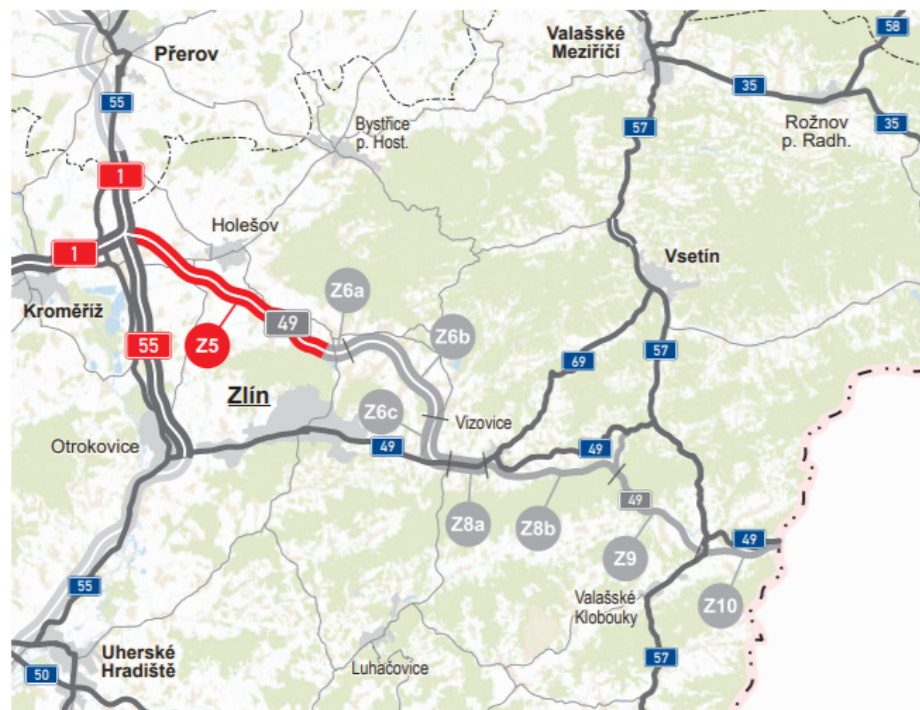 58
Valašské
Meziříčí
Přerov
35
55
Bystřice
p. Host.
57
Rožnov
p. Radh.
35
1
Holešov
1
Vsetín
Kroměříž
Z6a
49
Z5
55
Z6b
57
69
Zlín
Z6c
Vizovice
Otrokovice
49
49
Z8a
Z8b
49
Z9
49
55
Valašské
Klobouky
Z10
Uherské
Hradiště
Luhačovice
57
50